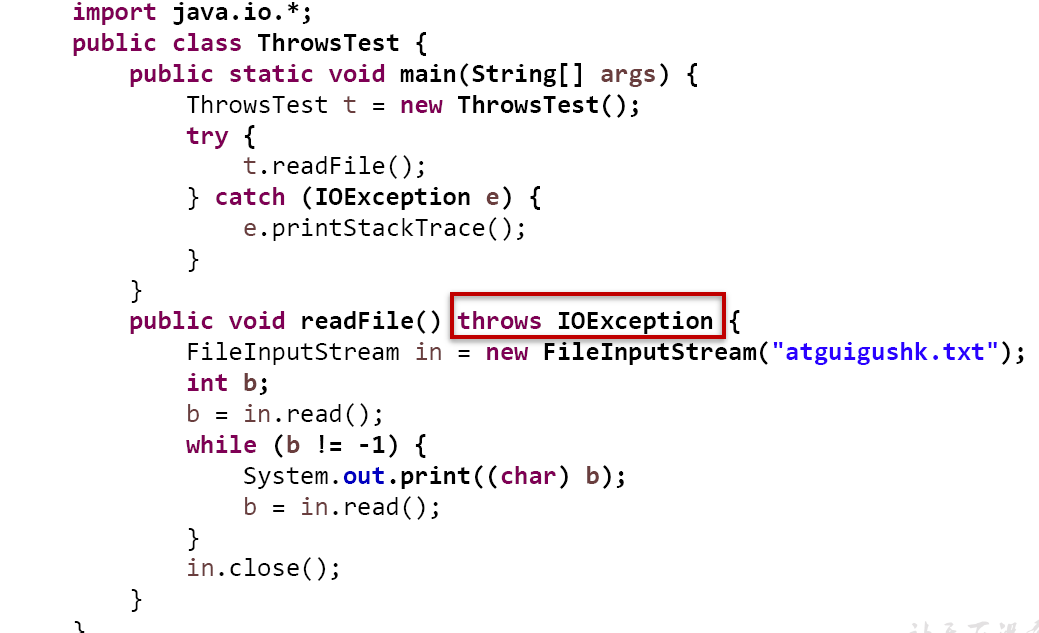 import java.io.*;
public class ThrowsTest {
    public static void main(String[] args) {
        ThrowsTest t = new ThrowsTest();
        try {
            t.readFile();
        } catch (IOException e) {
            e.printStackTrace();
        }
    }
    public void readFile() throws IOException {
        FileInputStream in = new FileInputStream("atguigushk.txt");
        int b;
        b = in.read();
        while (b != -1) {
            System.out.print((char) b);
            b = in.read();
        }
        in.close();
    }
}